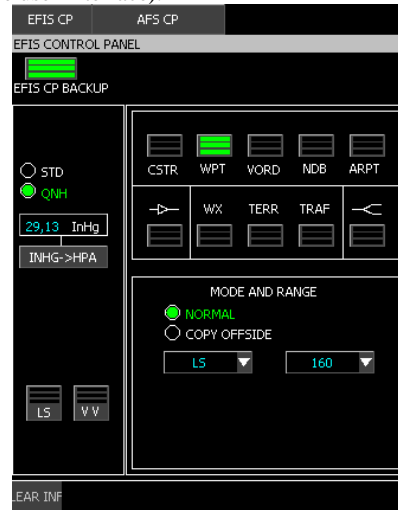 EFIS CP AFS CP
EFIS CONTROL PANEL
EFIS CP BACKUP
CSTR WPT VORD NDB ARPT
STD
QNH
WX TERR TRAF
29,13 InHg
INHG->HPA
MODE AND RANGE
NORMAL
COPY OFFSIDE
LS 160
LS V V
LEAR INF